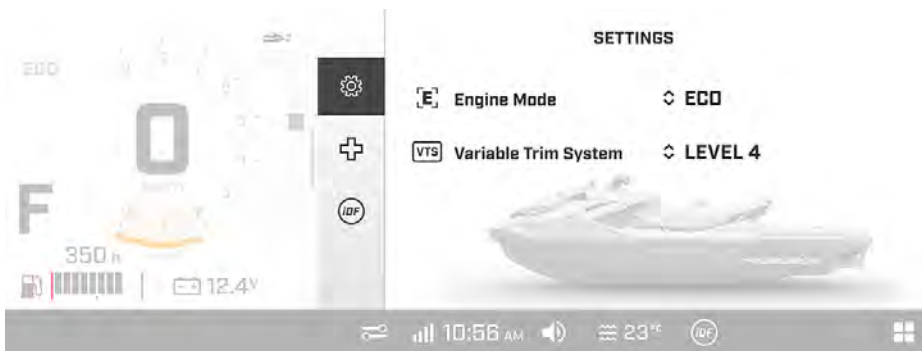 SETTINGS
ECO
[E] Engine Mode ECO
0
VTS Variable Trim System LEVEL 4
F
iDF
350 h
12.4V
10:56 AM 23°C iDF